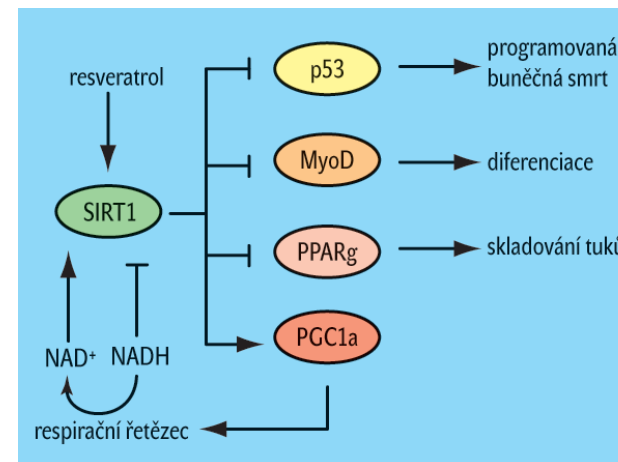 resveratrol
SIRT1
NAD⁺ NADH
respirační řetězec
p53
MyoD
PPARg
PGC1a
programovaná
buněčná smrt
diferenciace
skladování tuků